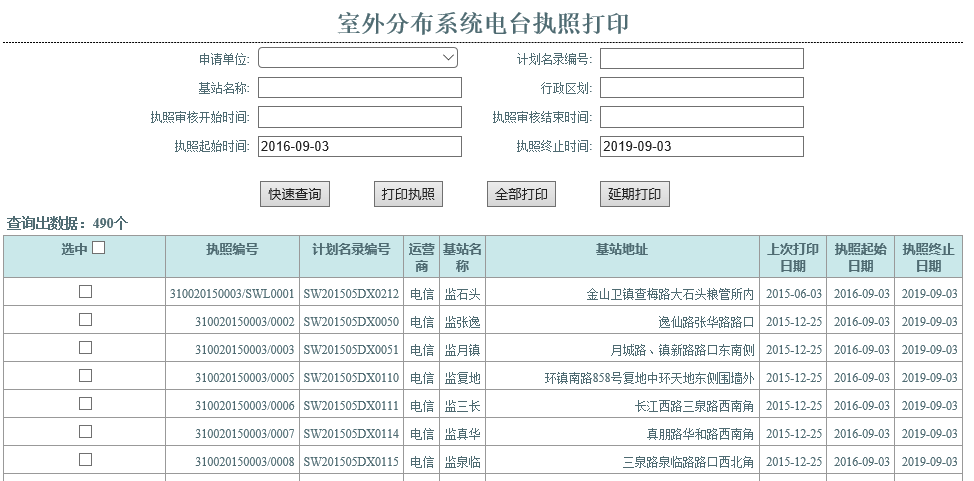 室外分布系统电台执照打印
申请单位: 计划名录编号:
基站名称: 行政区划:
执照审核开始时间: 执照审核结束时间:
执照起始时间: 2016-09-03 执照终止时间: 2019-09-03
快速查询 打印执照 全部打印 延期打印
查询出数据：490个
选中 执照编号 计划名录编号 运营商 基站名称 基站地址 上次打印日期 执照起始日期 执照终止日期
310020150003/SWL0001 SW201505DX0212 电信 监石头 金山卫镇查梅路大石头粮管所内 2015-06-03 2016-09-03 2019-09-03
310020150003/0002 SW201505DX0050 电信 监张逸 逸仙路张华路路口 2015-12-25 2016-09-03 2019-09-03
310020150003/0003 SW201505DX0051 电信 监月镇 月城路、镇新路路口东南侧 2015-12-25 2016-09-03 2019-09-03
310020150003/0005 SW201505DX0110 电信 监复地 环镇南路858号复地中环天地东侧围墙外 2015-12-25 2016-09-03 2019-09-03
310020150003/0006 SW201505DX0111 电信 监三长 长江西路三泉路西南角 2015-12-25 2016-09-03 2019-09-03
310020150003/0007 SW201505DX0114 电信 监真华 真朋路华和路西南角 2015-12-25 2016-09-03 2019-09-03
310020150003/0008 SW201505DX0115 电信 监泉临 三泉路泉临路路口西北角 2015-12-25 2016-09-03 2019-09-03